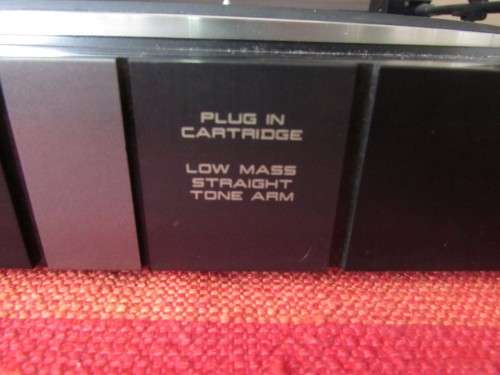 PLUG IN
CARTRIDGE
LOW MASS
STRAIGHT
TONE ARM